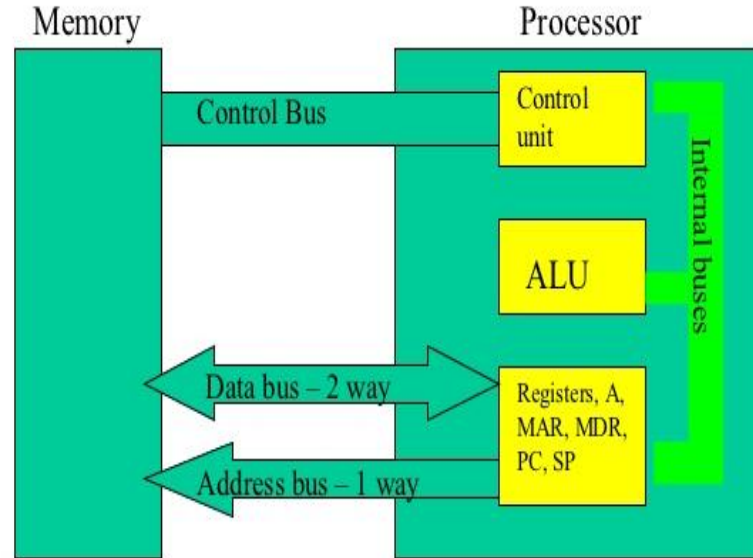 Memory
Processor
Control Bus
Control
unit
Internal buses
ALU
Data bus – 2 way
Registers, A,
MAR, MDR,
PC, SP
Address bus – 1 way